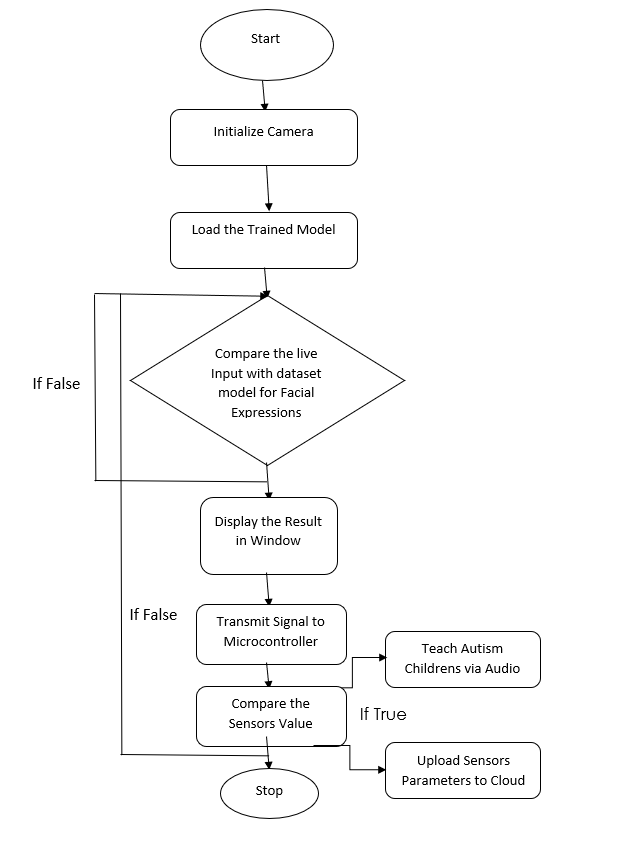 Start
Initialize Camera
Load the Trained Model
Compare the live
Input with dataset
model for Facial
Expressions
If False
Display the Result
in Window
If False
Transmit Signal to
Microcontroller
Teach Autism
Childrens via Audio
Compare the
Sensors Value
If True
Upload Sensors
Parameters to Cloud
Stop